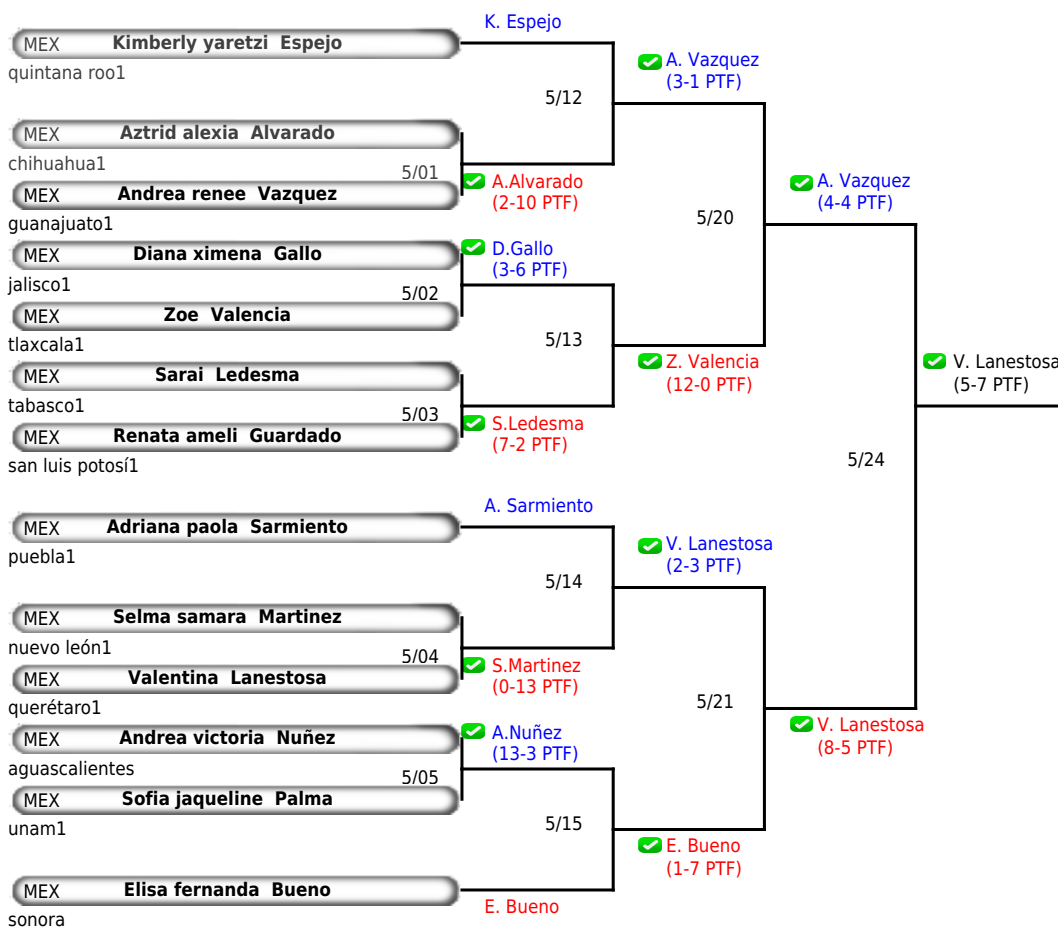 K. Espejo
MEX Kimberly yaretzi Espejo
quintana roo1
A. Vazquez
(3-1 PTF)
5/12
MEX Aztrid alexia Alvarado
chihuahua1
5/01
A.Alvarado
(2-10 PTF)
MEX Andrea renee Vazquez
guanajuato1
A. Vazquez
(4-4 PTF)
5/20
MEX Diana ximena Gallo
jalisco1
D.Gallo
(3-6 PTF)
5/02
MEX Zoe Valencia
tlaxcala1
5/13
Z. Valencia
(12-0 PTF)
V. Lanestosa
(5-7 PTF)
MEX Sarai Ledesma
tabasco1
5/03
S.Ledesma
(7-2 PTF)
MEX Renata ameli Guardado
san luis potosí1
5/24
A. Sarmiento
MEX Adriana paola Sarmiento
puebla1
V. Lanestosa
(2-3 PTF)
5/14
MEX Selma samara Martinez
nuevo león1
5/04
S.Martinez
(0-13 PTF)
MEX Valentina Lanestosa
querétaro1
5/21
V. Lanestosa
(8-5 PTF)
MEX Andrea victoria Nuñez
aguascalientes
A.Nuñez
(13-3 PTF)
5/05
MEX Sofia jaqueline Palma
unam1
5/15
E. Bueno
(1-7 PTF)
MEX Elisa fernanda Bueno
sonora
E. Bueno